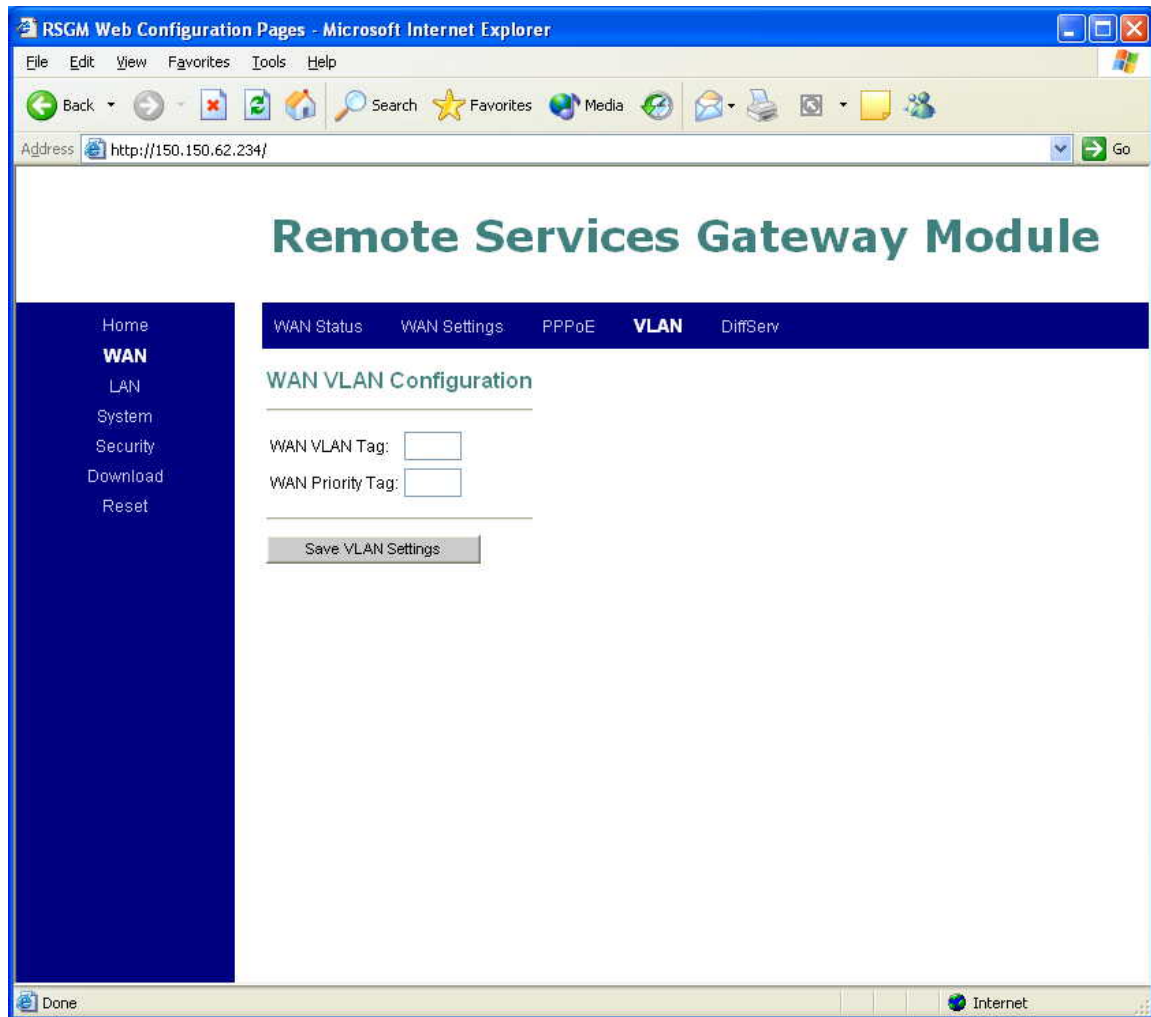 RSGM Web Configuration Pages - Microsoft Internet Explorer
File Edit View Favorites Tools Help
Back Search Favorites Media
Address http://150.150.62.234/ Go
Remote Services Gateway Module
Home
WAN
LAN
System
Security
Download
Reset
WAN Status WAN Settings PPPoE VLAN DiffServ
WAN VLAN Configuration
WAN VLAN Tag:
WAN Priority Tag:
Save VLAN Settings
Done Internet